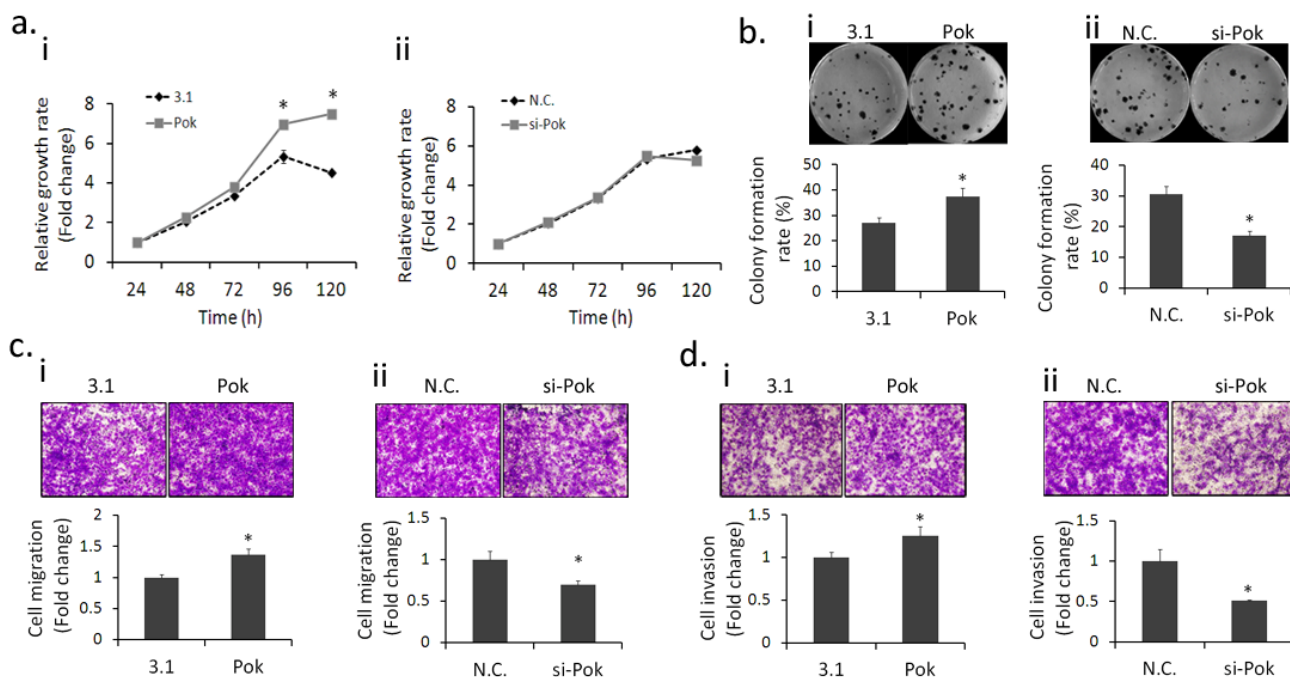 a.
i
Relative growth rate
(Fold change)
8
6
4
2
0
3.1
Pok
*
*
24 48 72 96 120
Time (h)
ii
Relative growth rate
(Fold change)
8
6
4
2
0
N.C.
si-Pok
24 48 72 96 120
Time (h)
b.
i
3.1 Pok
Colony formation
rate (%)
50
40
30
20
10
0
*
3.1 Pok
ii
N.C. si-Pok
Colony formation
rate (%)
40
30
20
10
0
*
N.C. si-Pok
c.
i
3.1 Pok
Cell migration
(Fold change)
2
1.5
1
0.5
0
*
3.1 Pok
ii
N.C. si-Pok
Cell migration
(Fold change)
1.5
1
0.5
0
*
N.C. si-Pok
d.
i
3.1 Pok
Cell invasion
(Fold change)
1.5
1
0.5
0
*
3.1 Pok
ii
N.C. si-Pok
Cell invasion
(Fold change)
1.5
1
0.5
0
*
N.C. si-Pok